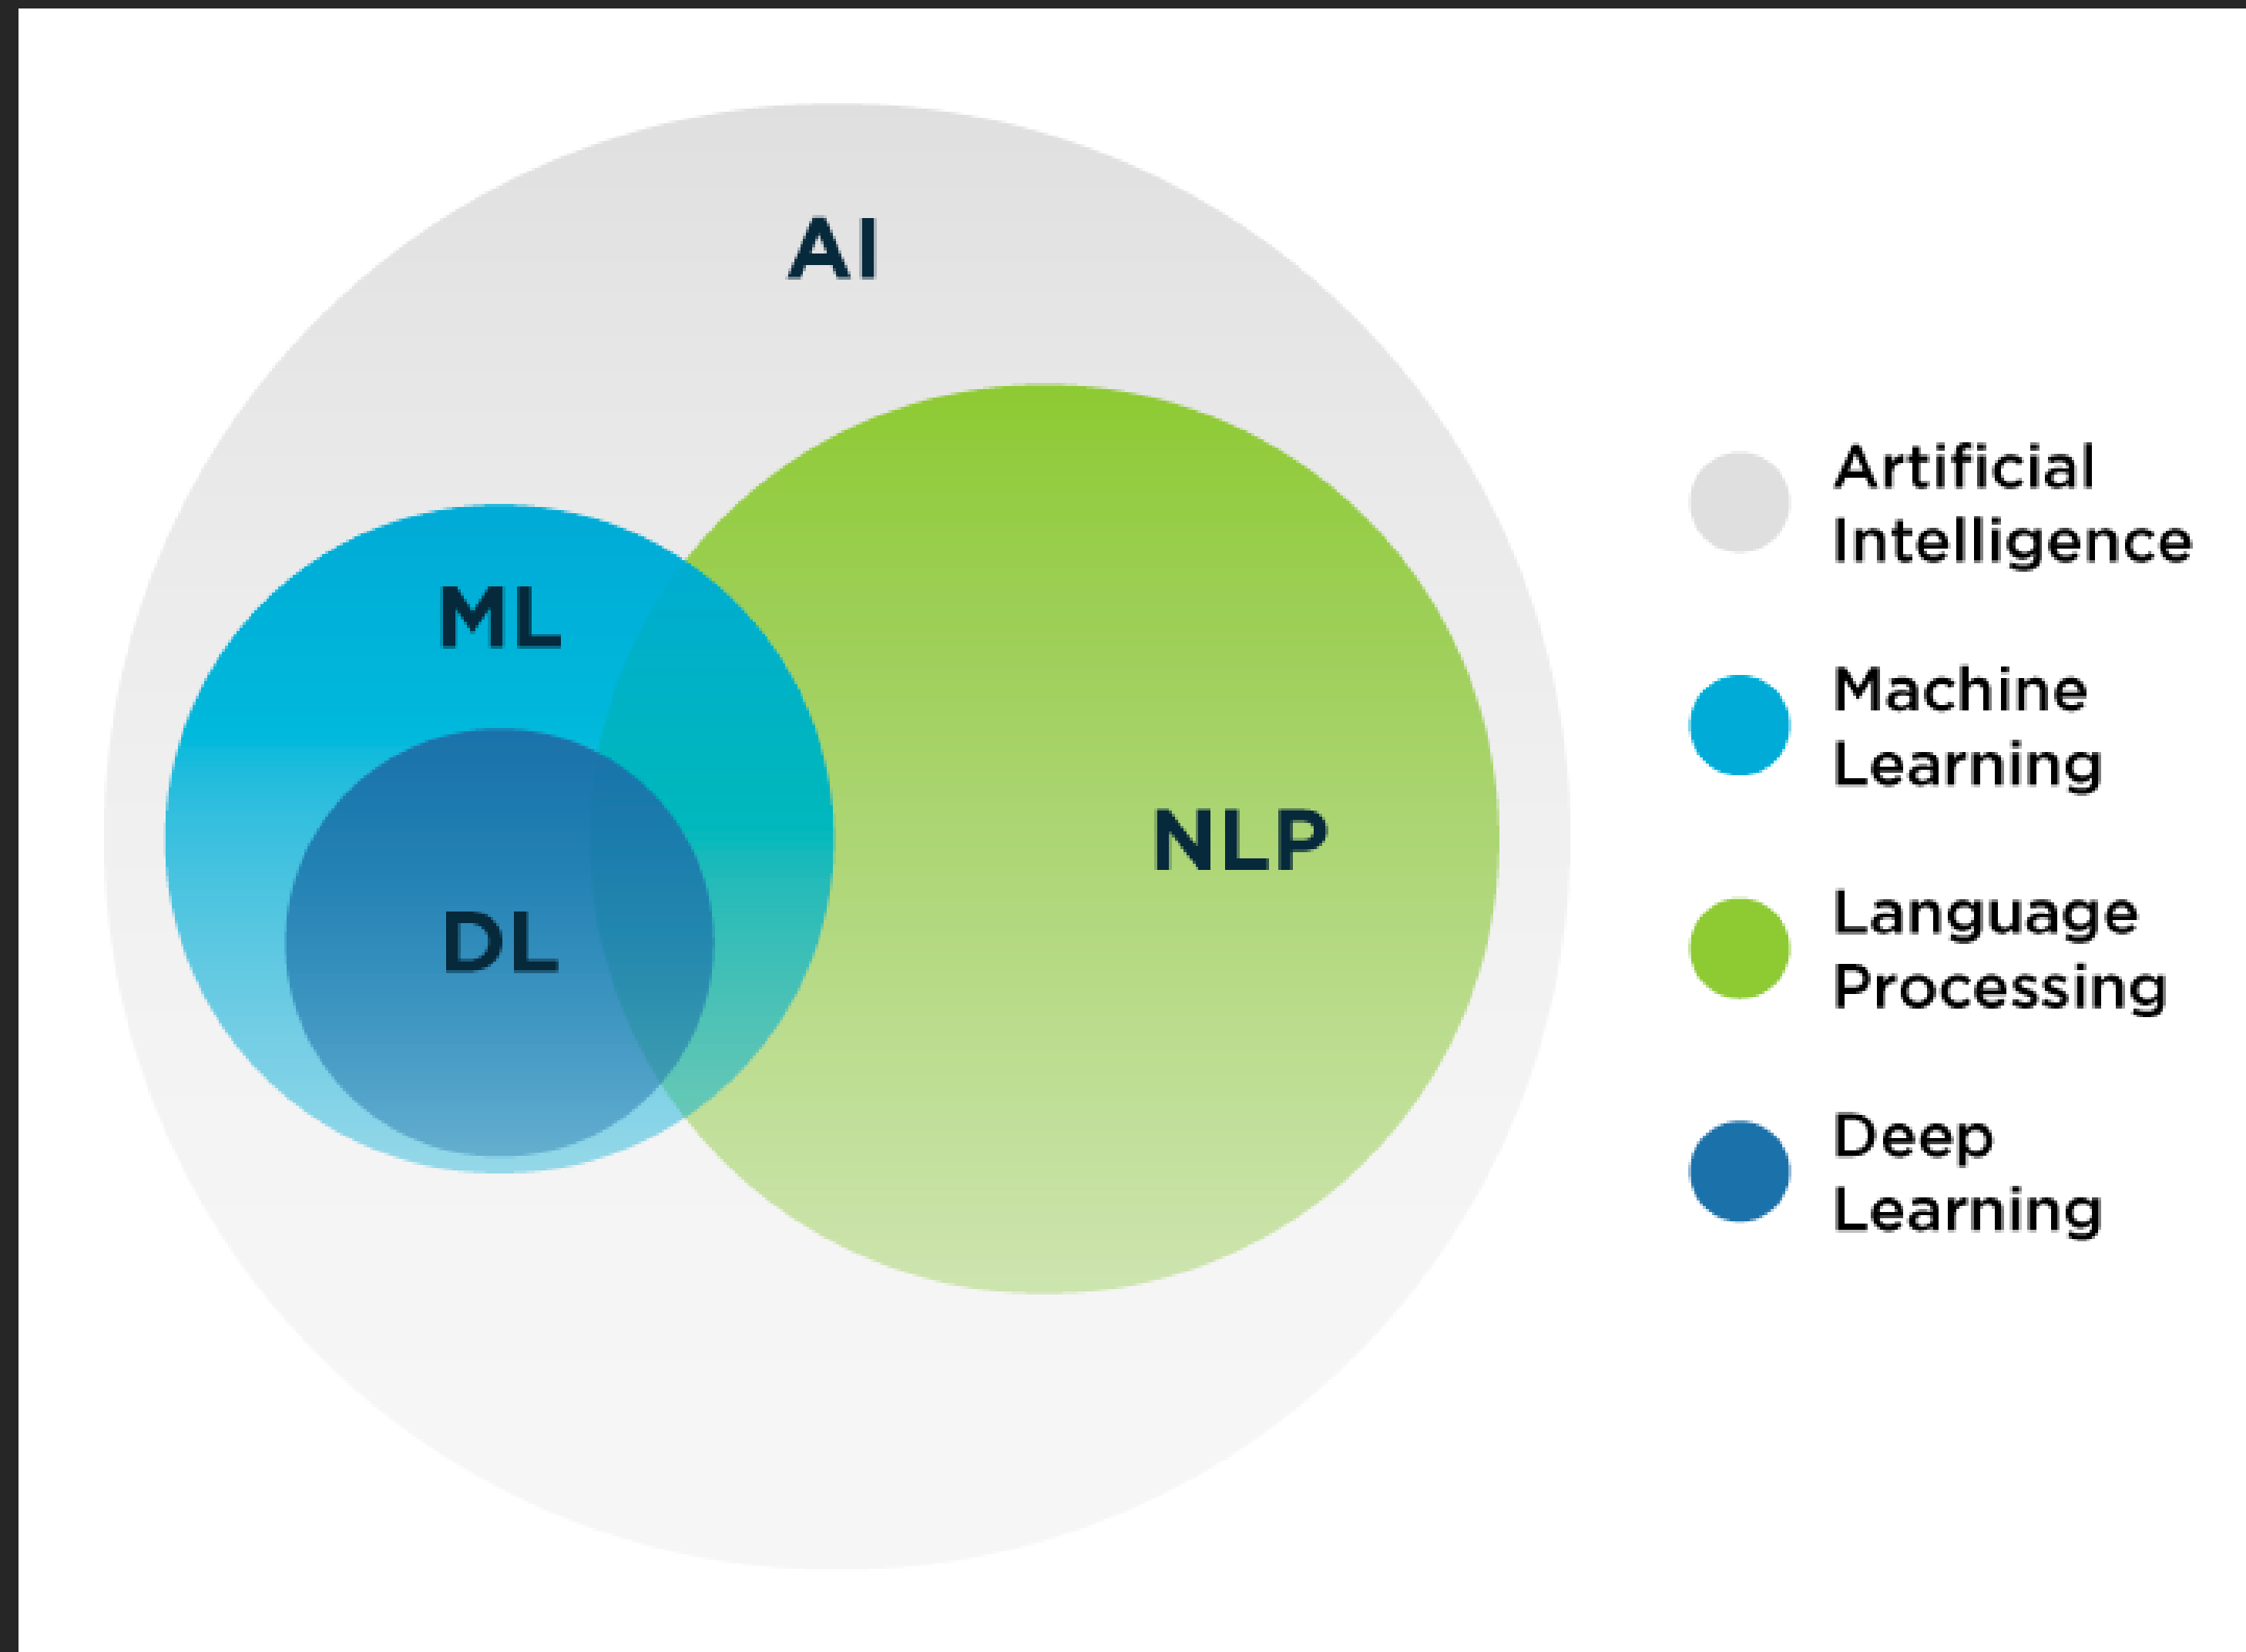 AI
ML
DL
NLP
Artificial
Intelligence
Machine
Learning
Language
Processing
Deep
Learning